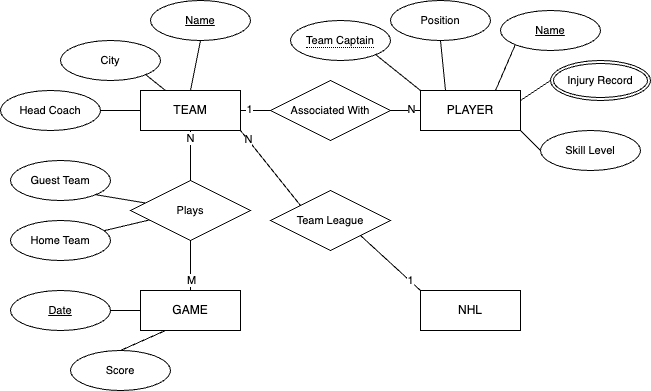 Name
Team Captain
Position
Name
City
Injury Record
Head Coach
TEAM
1
Associated With
N
PLAYER
N
N
Skill Level
Guest Team
Plays
Team League
Home Team
M
1
Date
GAME
NHL
Score